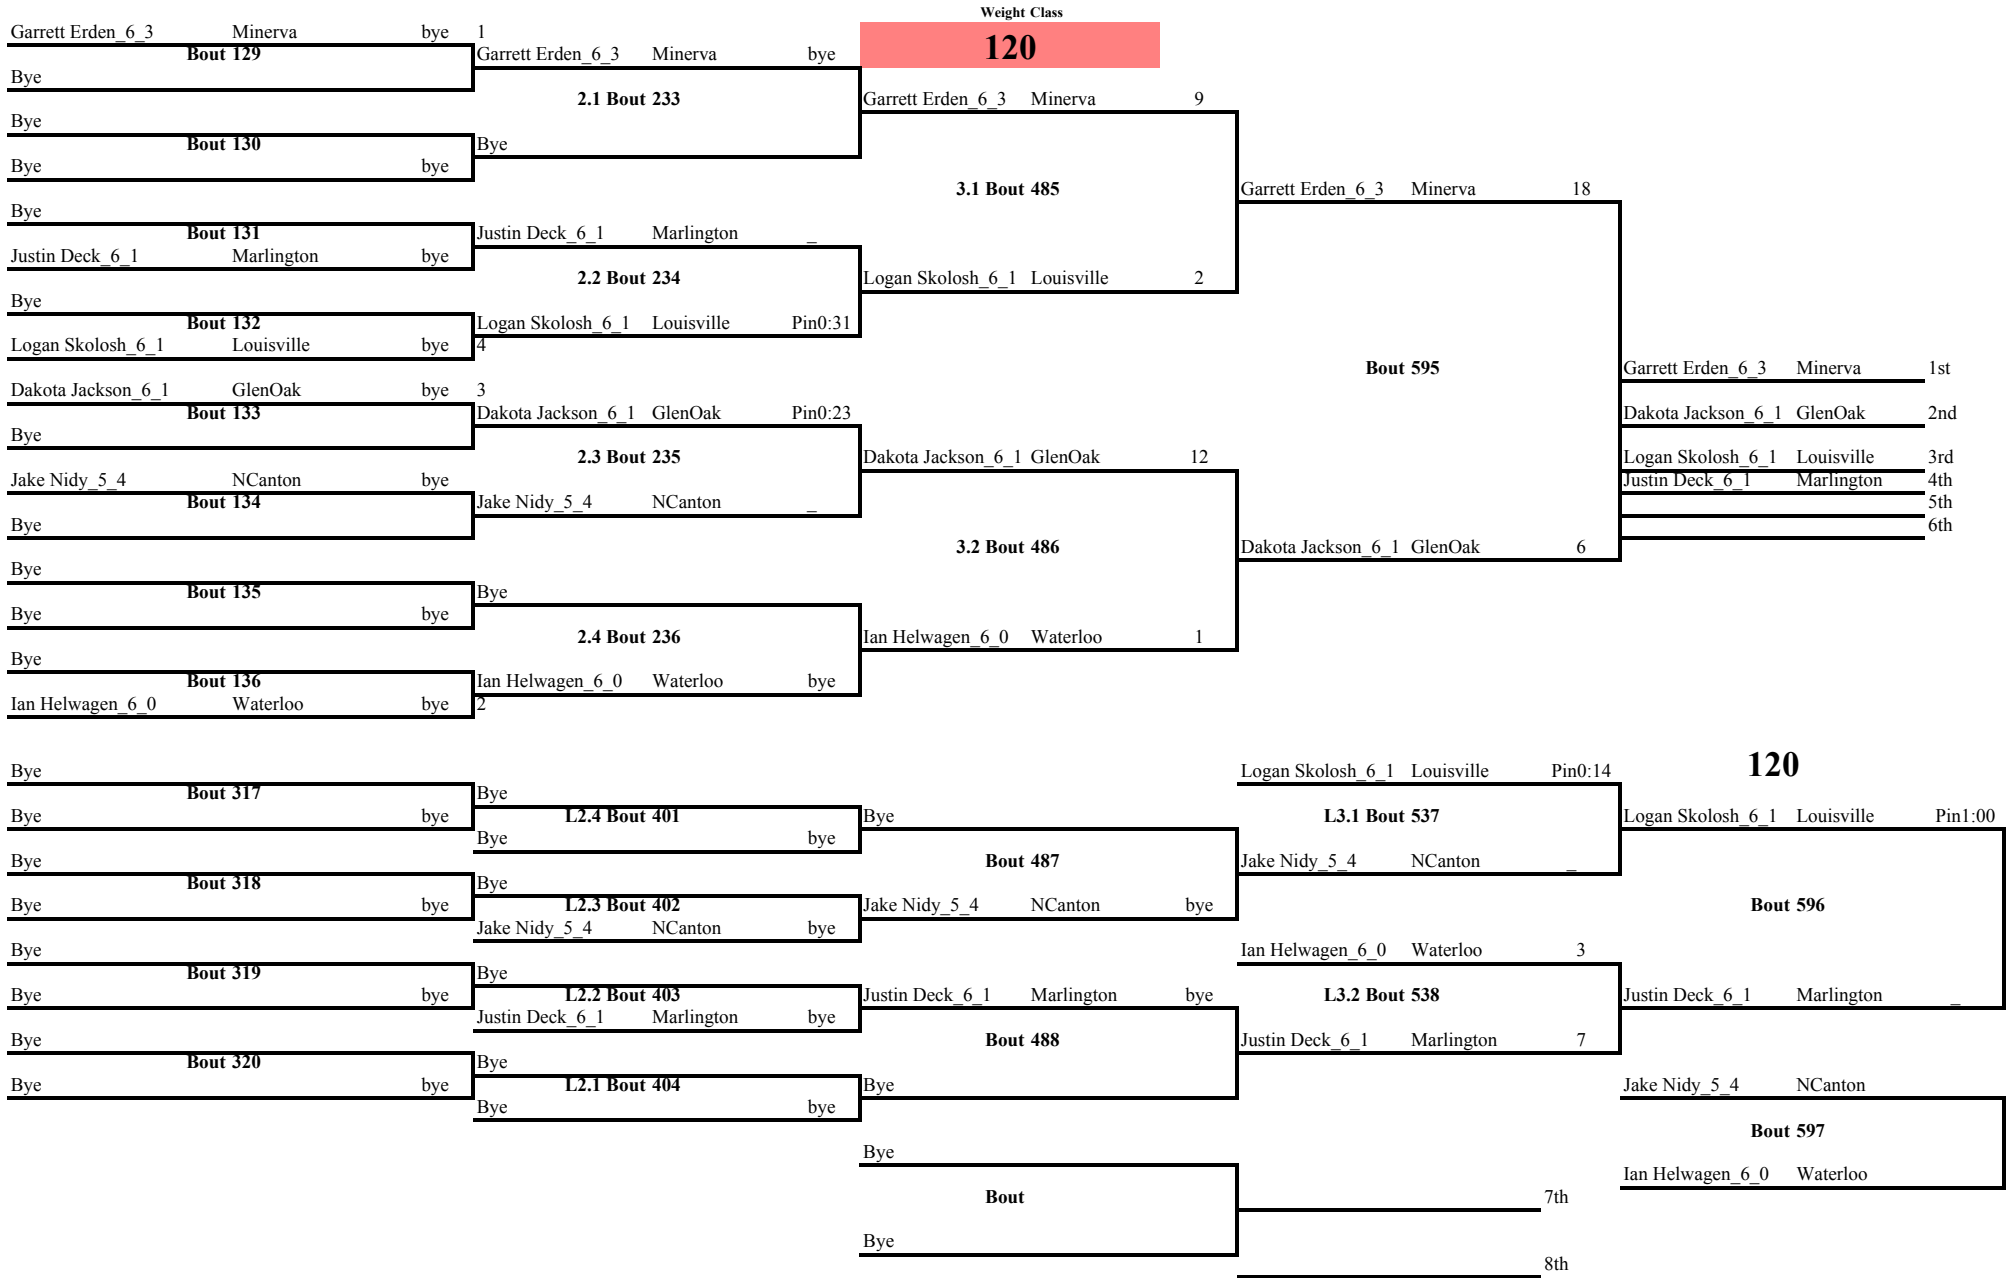 Weight Class
120
Garrett Erden_6_3 Minerva bye 1
Bout 129
Bye
Bye
Bout 130
Bye bye
Bye
Bout 131
Justin Deck_6_1 Marlington bye
Bye
Bout 132
Logan Skolosh_6_1 Louisville bye 4
Dakota Jackson_6_1 GlenOak bye 3
Bout 133
Bye
Jake Nidy_5_4 NCanton bye
Bout 134
Bye
Bye
Bout 135
Bye bye
Bye
Bout 136
Ian Helwagen_6_0 Waterloo bye 2
Garrett Erden_6_3 Minerva bye
2.1 Bout 233
Bye
Justin Deck_6_1 Marlington _
2.2 Bout 234
Logan Skolosh_6_1 Louisville Pin0:31
Dakota Jackson_6_1 GlenOak Pin0:23
2.3 Bout 235
Jake Nidy_5_4 NCanton _
Bye
2.4 Bout 236
Ian Helwagen_6_0 Waterloo bye
Garrett Erden_6_3 Minerva 9
3.1 Bout 485
Logan Skolosh_6_1 Louisville 2
Dakota Jackson_6_1 GlenOak 12
3.2 Bout 486
Ian Helwagen_6_0 Waterloo 1
Garrett Erden_6_3 Minerva 18
Bout 595
Dakota Jackson_6_1 GlenOak 6
Garrett Erden_6_3 Minerva 1st
Dakota Jackson_6_1 GlenOak 2nd
Logan Skolosh_6_1 Louisville 3rd
Justin Deck_6_1 Marlington 4th
5th
6th
Bye
Bout 317
Bye bye
Bye
Bout 318
Bye bye
Bye
Bout 319
Bye bye
Bye
Bout 320
Bye bye
Bye
L2.4 Bout 401
Bye bye
Bye
L2.3 Bout 402
Jake Nidy_5_4 NCanton bye
Bye
L2.2 Bout 403
Justin Deck_6_1 Marlington bye
Bye
L2.1 Bout 404
Bye bye
Bye
Bout 487
Jake Nidy_5_4 NCanton bye
Justin Deck_6_1 Marlington bye
Bout 488
Bye
Bye
Bout
Bye
7th
8th
Logan Skolosh_6_1 Louisville Pin0:14
L3.1 Bout 537
Jake Nidy_5_4 NCanton _
Ian Helwagen_6_0 Waterloo 3
L3.2 Bout 538
Justin Deck_6_1 Marlington 7
120
Logan Skolosh_6_1 Louisville Pin1:00
Bout 596
Justin Deck_6_1 Marlington _
Jake Nidy_5_4 NCanton
Bout 597
Ian Helwagen_6_0 Waterloo